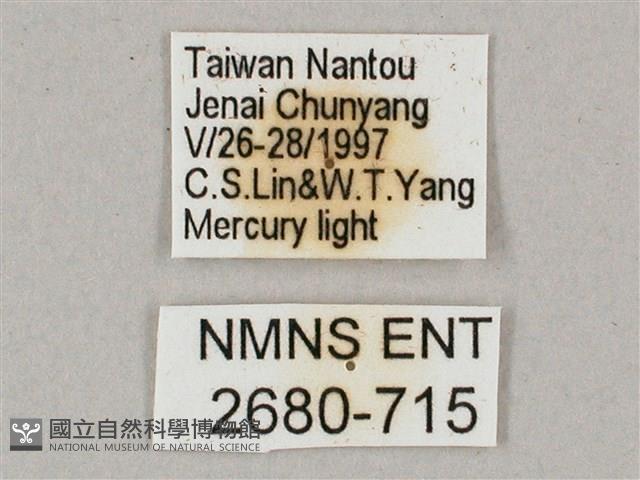 Taiwan Nantou
Jenai Chunyang
V/26-28/1997
C.S.Lin&W.T.Yang
Mercury light
NMNS ENT
2680-715
國立自然科學博物館
NATIONAL MUSEUM OF NATURAL SCIENCE